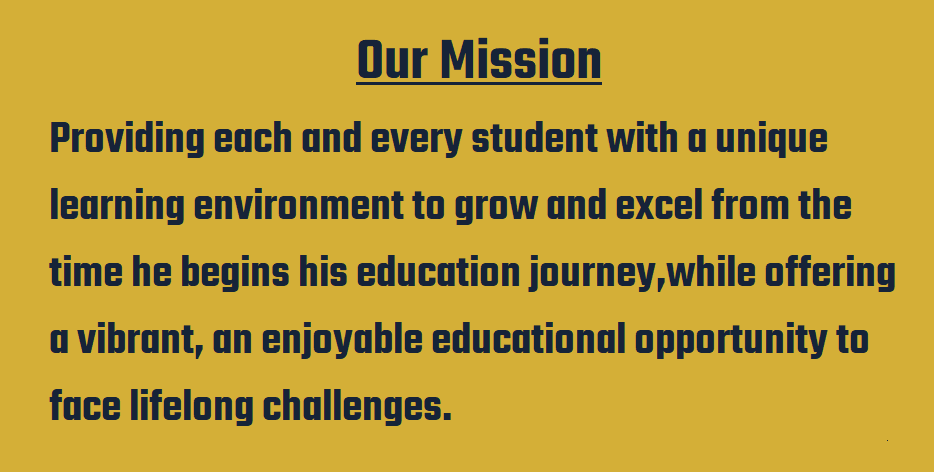 Our Mission
Providing each and every student with a unique
learning environment to grow and excel from the
time he begins his education journey,while offering
a vibrant, an enjoyable educational opportunity to
face lifelong challenges.